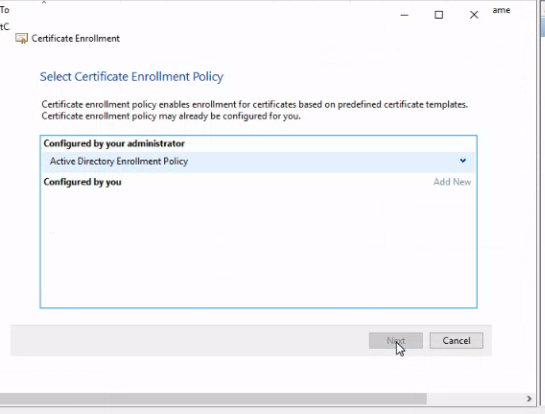 To
ame
tC
Certificate Enrollment
Select Certificate Enrollment Policy
Certificate enrollment policy enables enrollment for certificates based on predefined certificate templates.
Certificate enrollment policy may already be configured for you.
Configured by your administrator
Active Directory Enrollment Policy
Configured by you
Add New
Next
Cancel